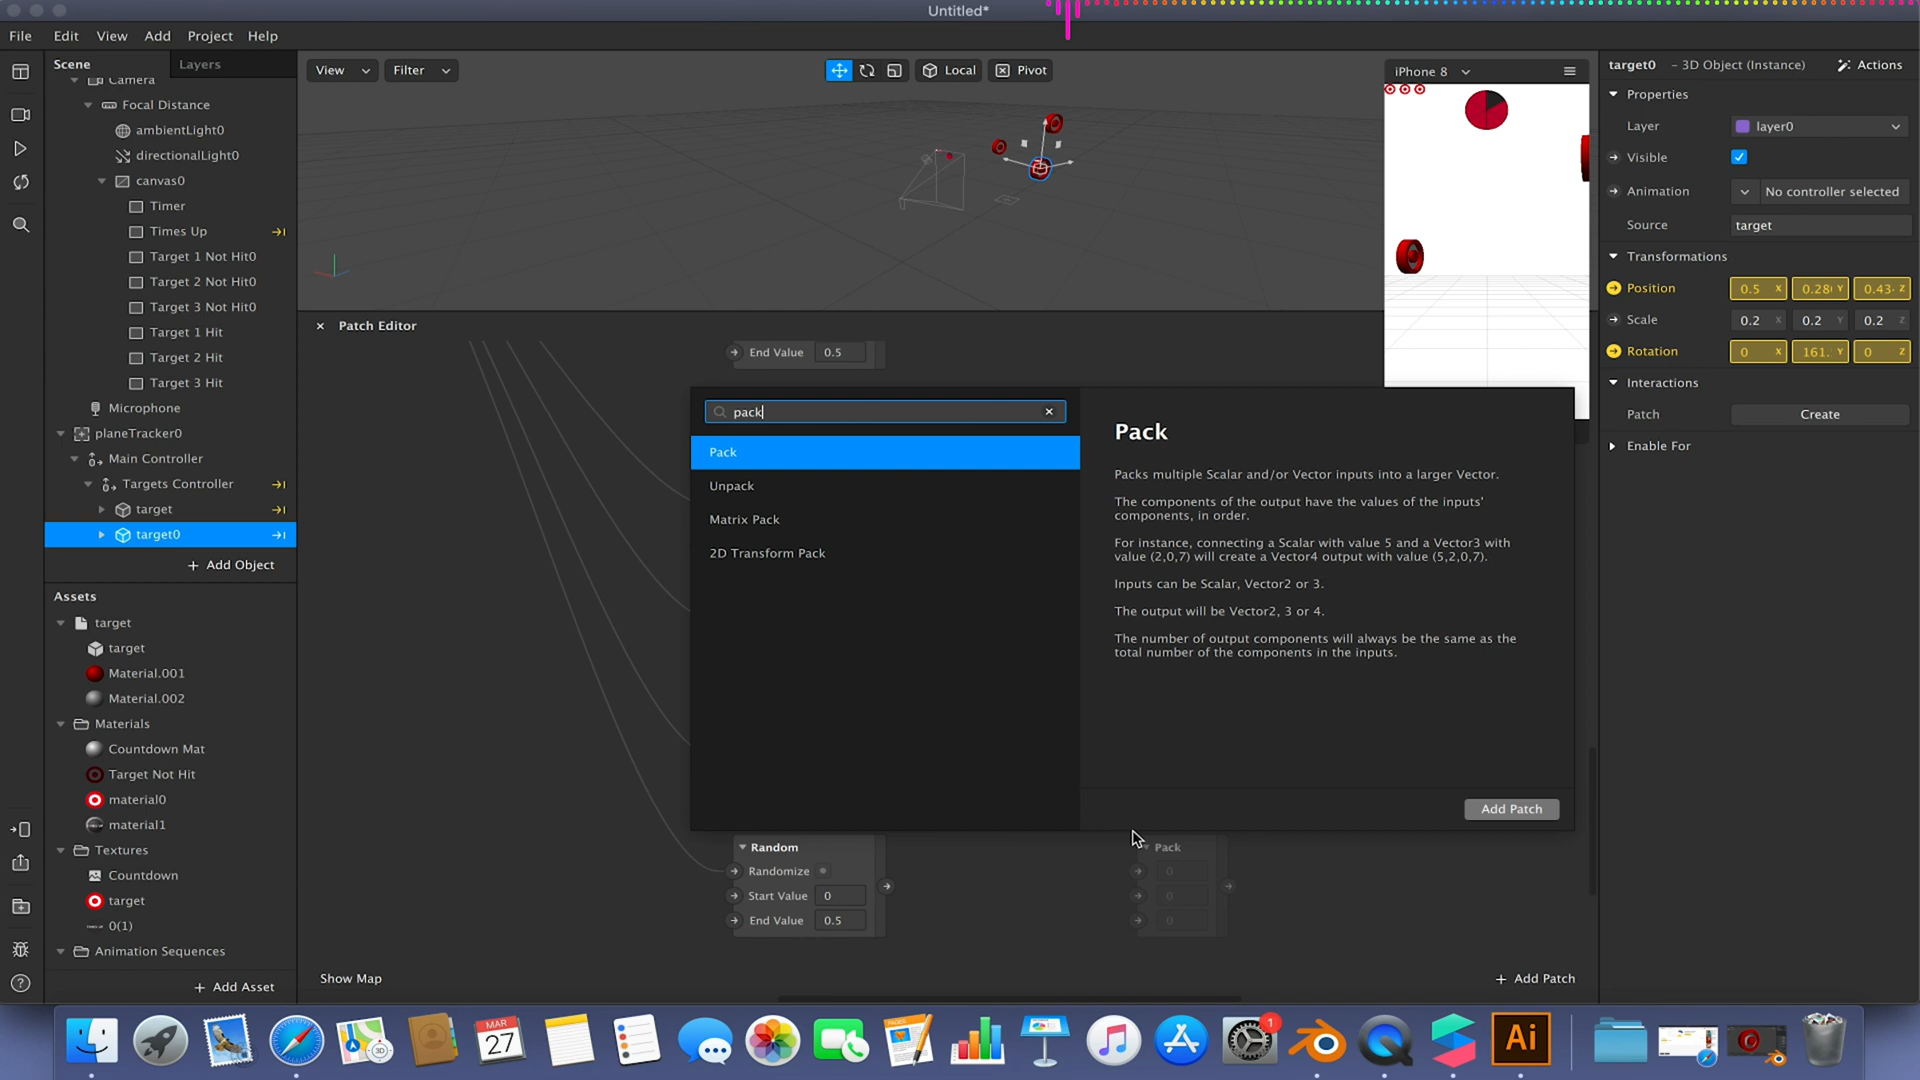 Untitled*
File Edit View Add Project Help
Scene Layers
Camera
Focal Distance
ambientLight0
directionalLight0
canvas0
Timer
Times Up
Target 1 Not Hit0
Target 2 Not Hit0
Target 3 Not Hit0
Target 1 Hit
Target 2 Hit
Target 3 Hit
Microphone
planeTracker0
Main Controller
Targets Controller
target
target0
+ Add Object
Assets
target
target
Material.001
Material.002
Materials
Countdown Mat
Target Not Hit
material0
material1
Textures
Countdown
target
0(1)
Animation Sequences
+ Add Asset
View Filter Local Pivot
iPhone 8
Patch Editor
End Value 0.5
pack
Pack
Unpack
Matrix Pack
2D Transform Pack
Pack
Packs multiple Scalar and/or Vector inputs into a larger Vector.
The components of the output have the values of the inputs'
components, in order.
For instance, connecting a Scalar with value 5 and a Vector3 with
value (2,0,7) will create a Vector4 output with value (5,2,0,7).
Inputs can be Scalar, Vector2 or 3.
The output will be Vector2, 3 or 4.
The number of output components will always be the same as the
total number of the components in the inputs.
Add Patch
Random
Randomize
Start Value 0
End Value 0.5
Pack
0
0
0
Show Map
+ Add Patch
target0 – 3D Object (Instance) Actions
Properties
Layer layer0
Visible
Animation No controller selected
Source target
Transformations
Position 0.5 X 0.28 Y 0.43 Z
Scale 0.2 X 0.2 Y 0.2 Z
Rotation 0 X 161. Y 0 Z
Interactions
Patch Create
Enable For
MAR
27
3D
1
Ai